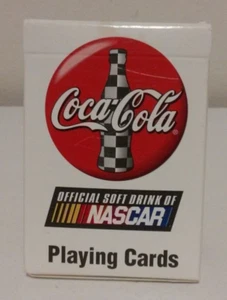 Coca-Cola
OFFICIAL SOFT DRINK OF
NASCAR
Playing Cards